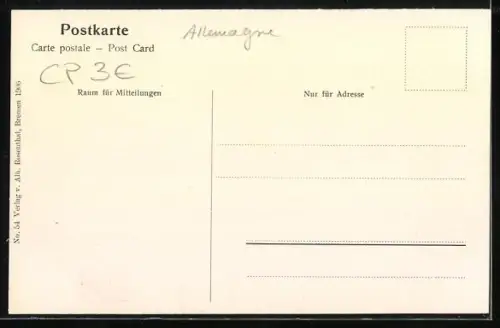 Postkarte
Carte postale – Post Card
Allemagne
CP 3€
Raum für Mitteilungen
Nur für Adresse
No. 54 Verlag v. Alb. Rosenthal, Bremen 1906